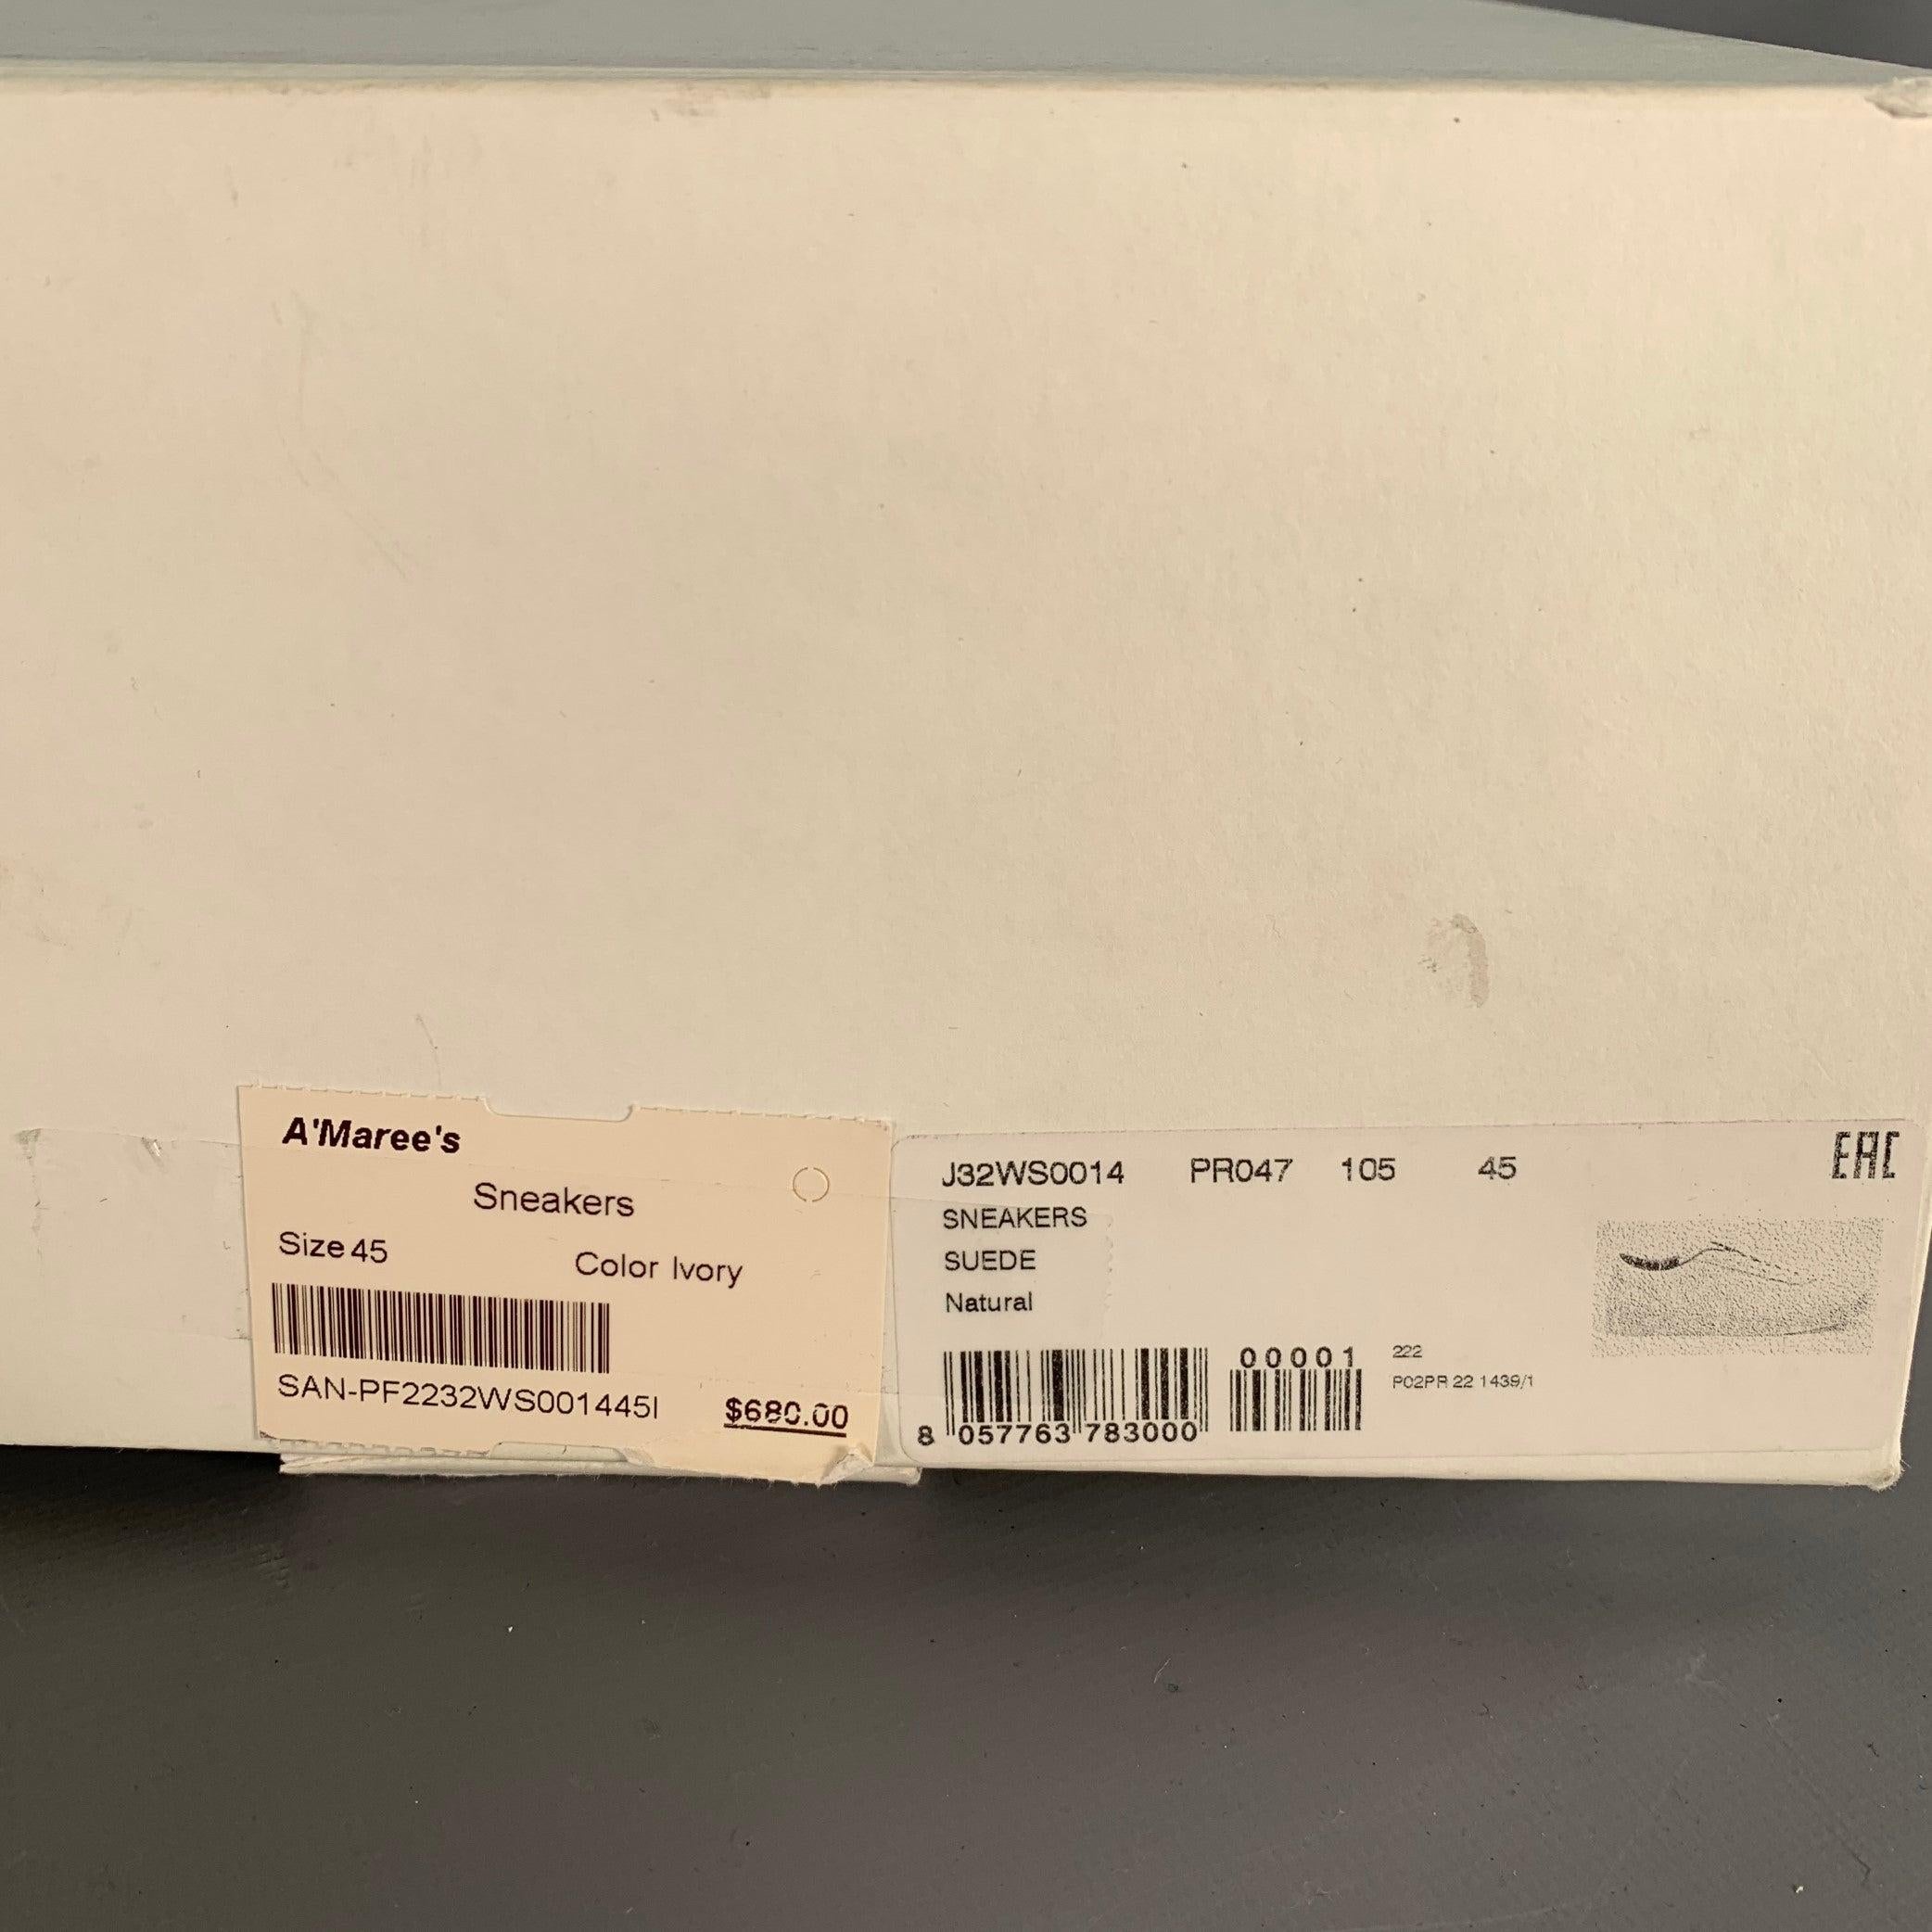 A'Maree's
Sneakers
Size 45
Color Ivory
SAN-PF2232WS001445I
$680.00
J32WS0014 PR047 105 45
EAC
SNEAKERS
SUEDE
Natural
00001
222
P02PR 22 1439/1
8 057763 783000